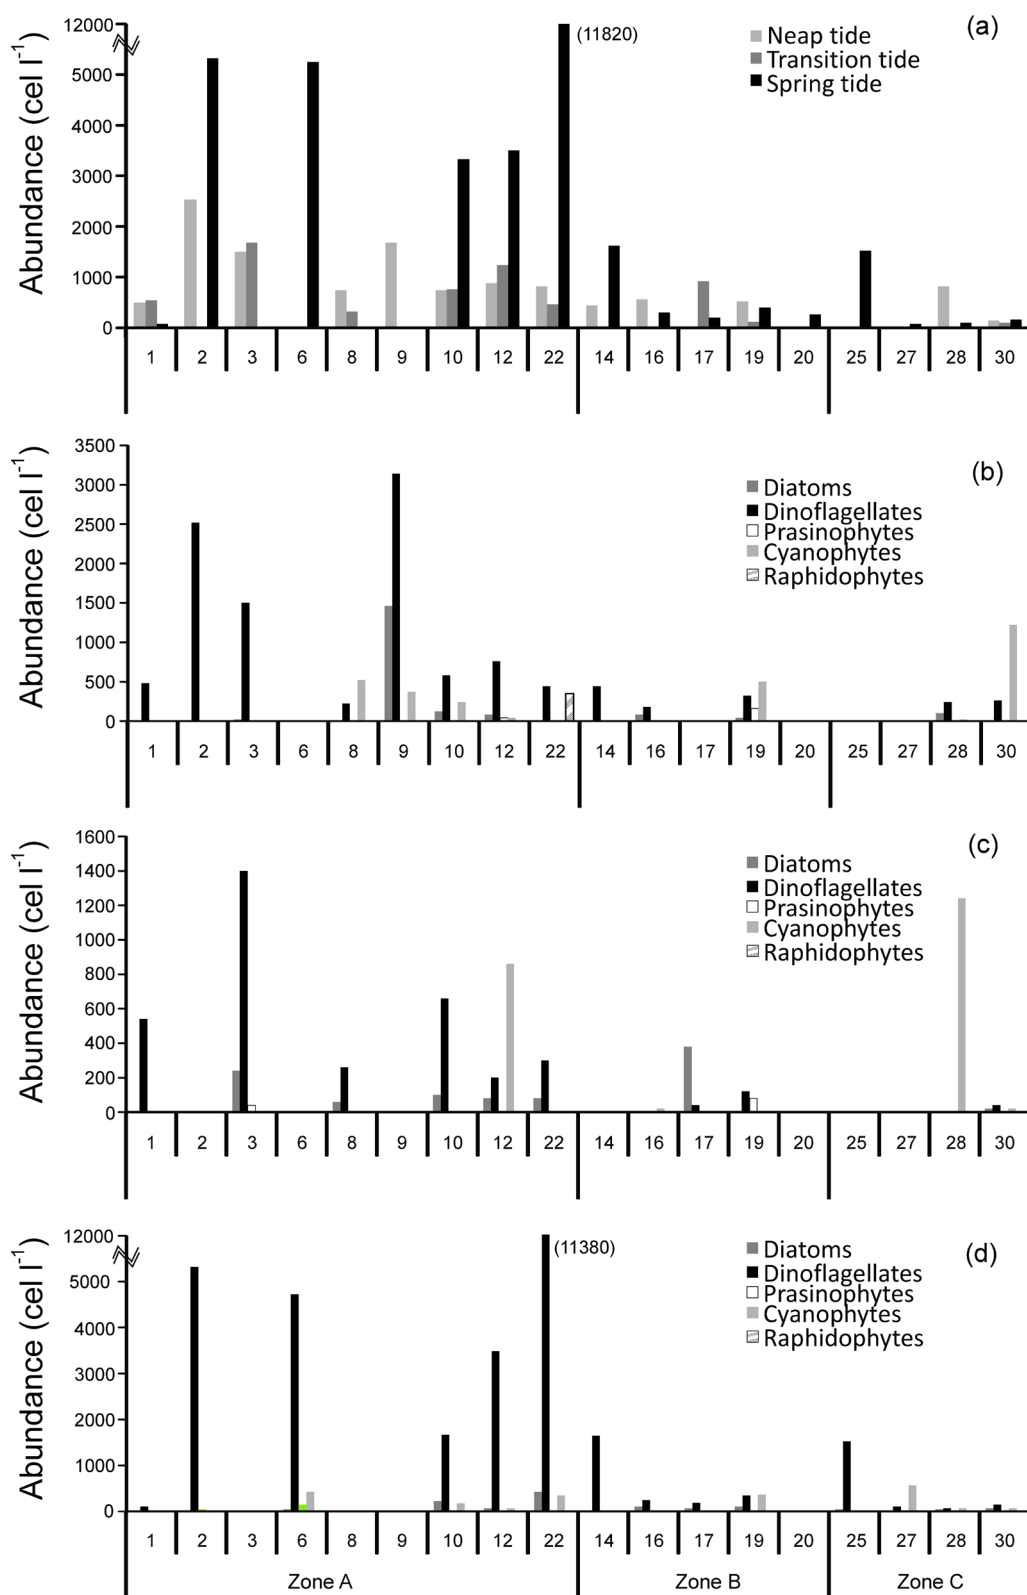 12000
5000
4000
3000
2000
1000
0
Abundance (cel l-1)
(11820)
(a)
Neap tide
Transition tide
Spring tide
1 2 3 6 8 9 10 12 22 14 16 17 19 20 25 27 28 30
3500
3000
2500
2000
1500
1000
500
0
Abundance (cel l-1)
(b)
Diatoms
Dinoflagellates
Prasinophytes
Cyanophytes
Raphidophytes
1 2 3 6 8 9 10 12 22 14 16 17 19 20 25 27 28 30
1600
1400
1200
1000
800
600
400
200
0
Abundance (cel l-1)
(c)
Diatoms
Dinoflagellates
Prasinophytes
Cyanophytes
Raphidophytes
1 2 3 6 8 9 10 12 22 14 16 17 19 20 25 27 28 30
12000
5000
4000
3000
2000
1000
0
Abundance (cel l-1)
(11380)
(d)
Diatoms
Dinoflagellates
Prasinophytes
Cyanophytes
Raphidophytes
1 2 3 6 8 9 10 12 22 14 16 17 19 20 25 27 28 30
Zone A Zone B Zone C